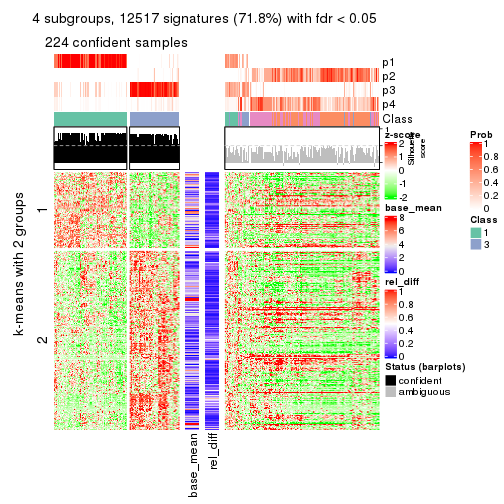 4 subgroups, 12517 signatures (71.8%) with fdr < 0.05
224 confident samples
p1
p2
p3
p4
Class
1
Silhouette
score
k-means with 2 groups
1
2
base_mean
rel_diff
z-score
2
1
0
-1
-2
base_mean
8
6
4
2
0
rel_diff
1
0.8
0.6
0.4
0.2
0
Status (barplots)
confident
ambiguous
Prob
1
0.8
0.6
0.4
0.2
0
Class
1
3